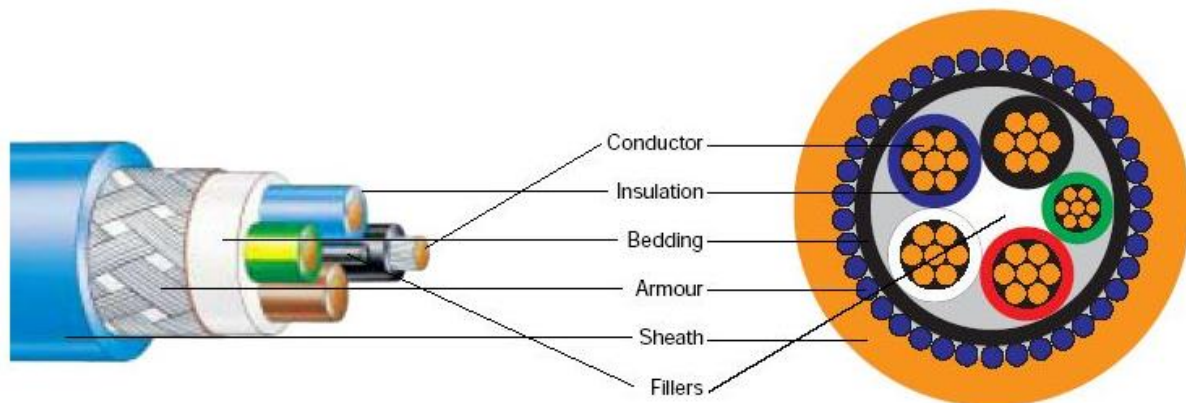 Conductor
Insulation
Bedding
Armour
Sheath
Fillers